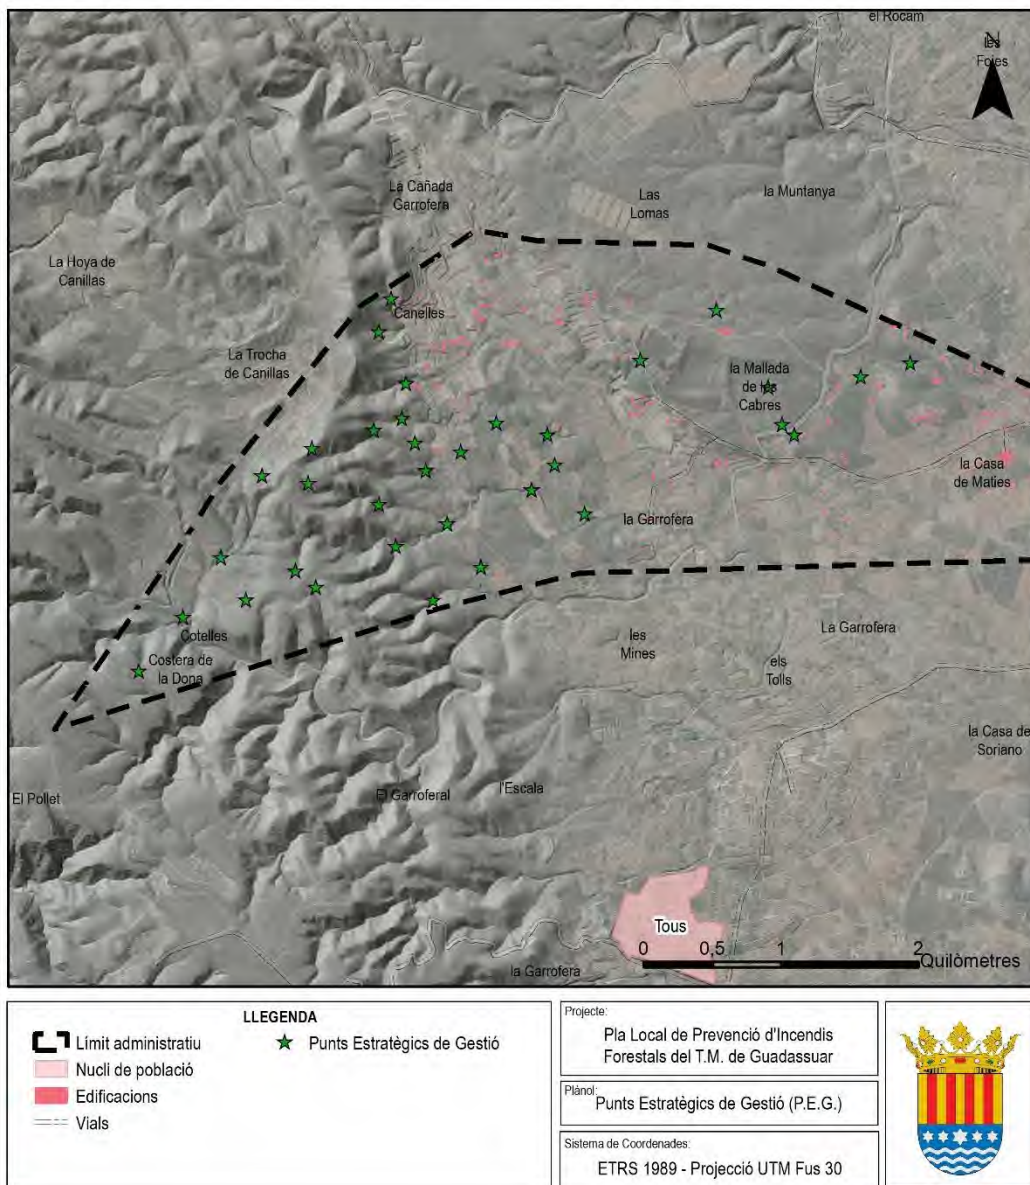 el Rocam
N
les
Foies
La Cañada
Garrofera
Las
Lomas
la Muntanya
La Hoya de
Canillas
Canelles
La Trocha
de Canillas
la Mallada
de les
Cabres
la Casa
de Maties
la Garrofera
Cotelles
Costera de
la Dona
les
Mines
La Garrofera
els
Tolls
la Casa de
Soriano
El Pollet
El Garroferal
l'Escala
Tous
la Garrofera
0 0,5 1 2
Quilòmetres
LLEGENDA
Límit administratiu
Punts Estratègics de Gestió
Nucli de població
Edificacions
Vials
Projecte:
Pla Local de Prevenció d'Incendis
Forestals del T.M. de Guadassuar
Plànol:
Punts Estratègics de Gestió (P.E.G.)
Sistema de Coordenades:
ETRS 1989 - Projecció UTM Fus 30